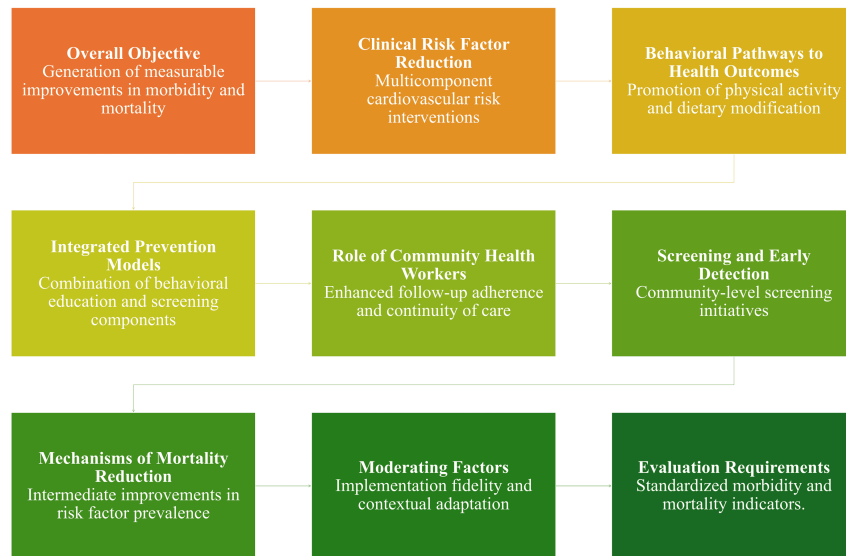 Overall Objective
Generation of measurable
improvements in morbidity and
mortality
Clinical Risk Factor
Reduction
Multicomponent
cardiovascular risk
interventions
Behavioral Pathways to
Health Outcomes
Promotion of physical activity
and dietary modification
Integrated Prevention
Models
Combination of behavioral
education and screening
components
Role of Community Health
Workers
Enhanced follow-up adherence
and continuity of care
Screening and Early
Detection
Community-level screening
initiatives
Mechanisms of Mortality
Reduction
Intermediate improvements in
risk factor prevalence
Moderating Factors
Implementation fidelity and
contextual adaptation
Evaluation Requirements
Standardized morbidity and
mortality indicators.